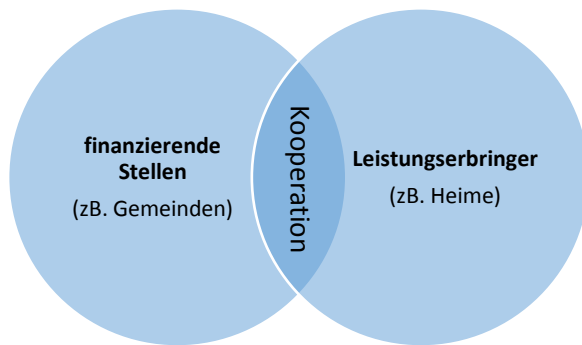 finanzierende
Stellen
(zB. Gemeinden)
Kooperation
Leistungserbringer
(zB. Heime)